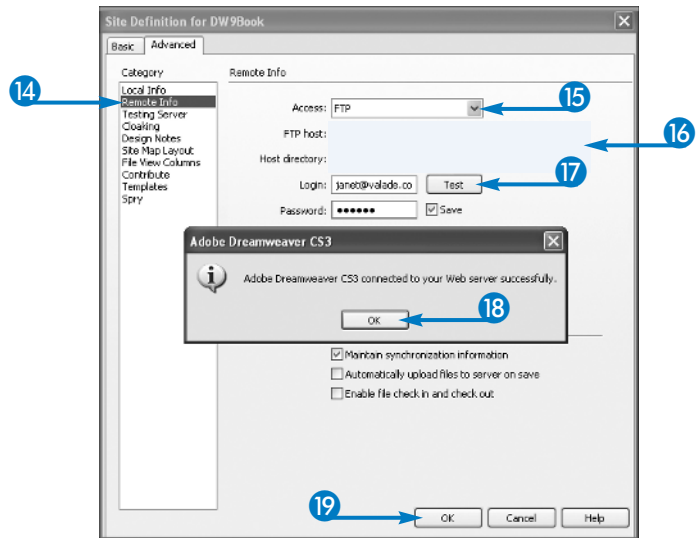 Site Definition for DW9Book
Basic Advanced
Category
Remote Info
14
Local Info
Remote Info
Testing Server
Cloaking
Design Notes
Site Map Layout
File View Columns
Contribute
Templates
Spry
Access: FTP
15
FTP host:
16
Host directory:
17
Login: janet@valade.co Test
Password: ●●●●●● Save
Adobe Dreamweaver CS3
Adobe Dreamweaver CS3 connected to your Web server successfully.
OK
18
Maintain synchronization information
Automatically upload files to server on save
Enable file check in and check out
19
OK Cancel Help